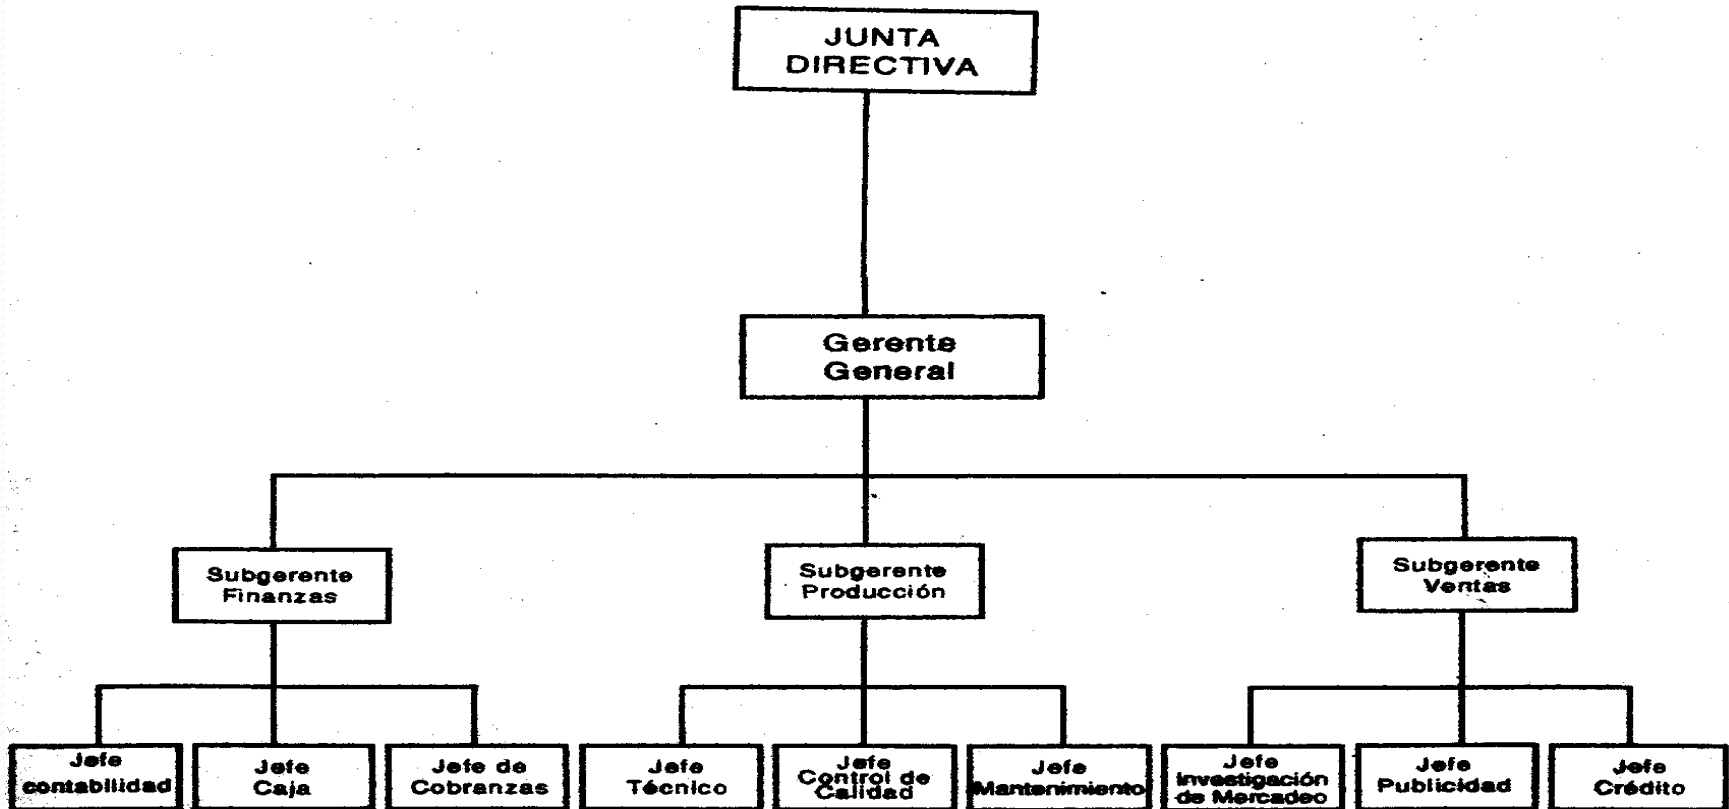 JUNTA
DIRECTIVA
Gerente
General
Subgerente
Finanzas
Subgerente
Producción
Subgerente
Ventas
Jefe
contabilidad
Jefe
Caja
Jefe de
Cobranzas
Jefe
Técnico
Jefe
Control de
Calidad
Jefe
Mantenimiento
Jefe
Investigación
de Mercadeo
Jefe
Publicidad
Jefe
Crédito